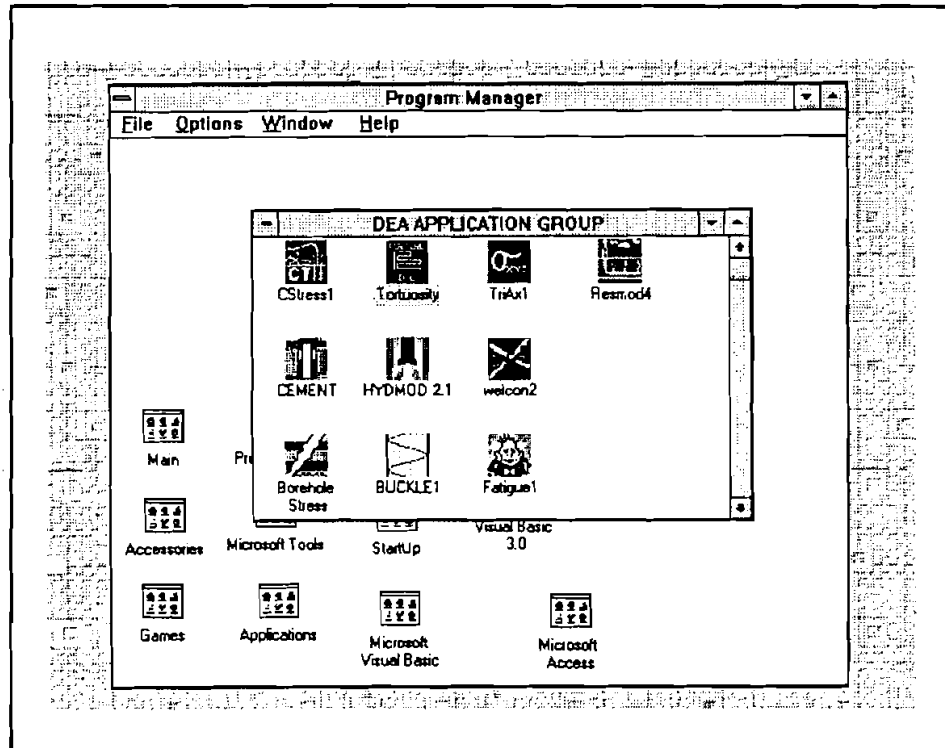 Program Manager
File Options Window Help
DEA APPLICATION GROUP
CTII
CStress1 Tortuosity TriAx1 Resmod4
CEMENT HYDMOD 2.1 welcon2
Main
Borehole Stress BUCKLE1 Fatigue1
Accessories Microsoft Tools StartUp Visual Basic 3.0
Games Applications Microsoft Visual Basic Microsoft Access